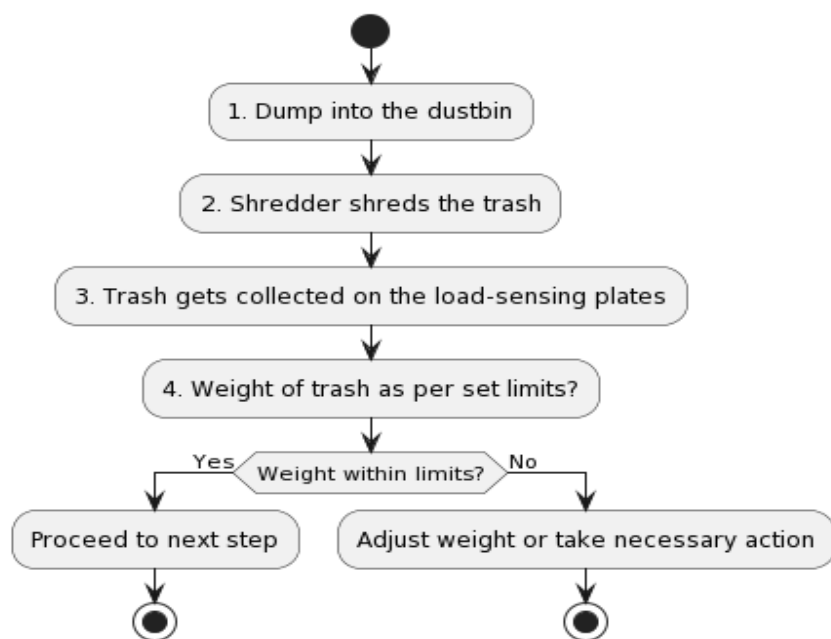 1. Dump into the dustbin
2. Shredder shreds the trash
3. Trash gets collected on the load-sensing plates
4. Weight of trash as per set limits?
Yes
Weight within limits?
No
Proceed to next step
Adjust weight or take necessary action